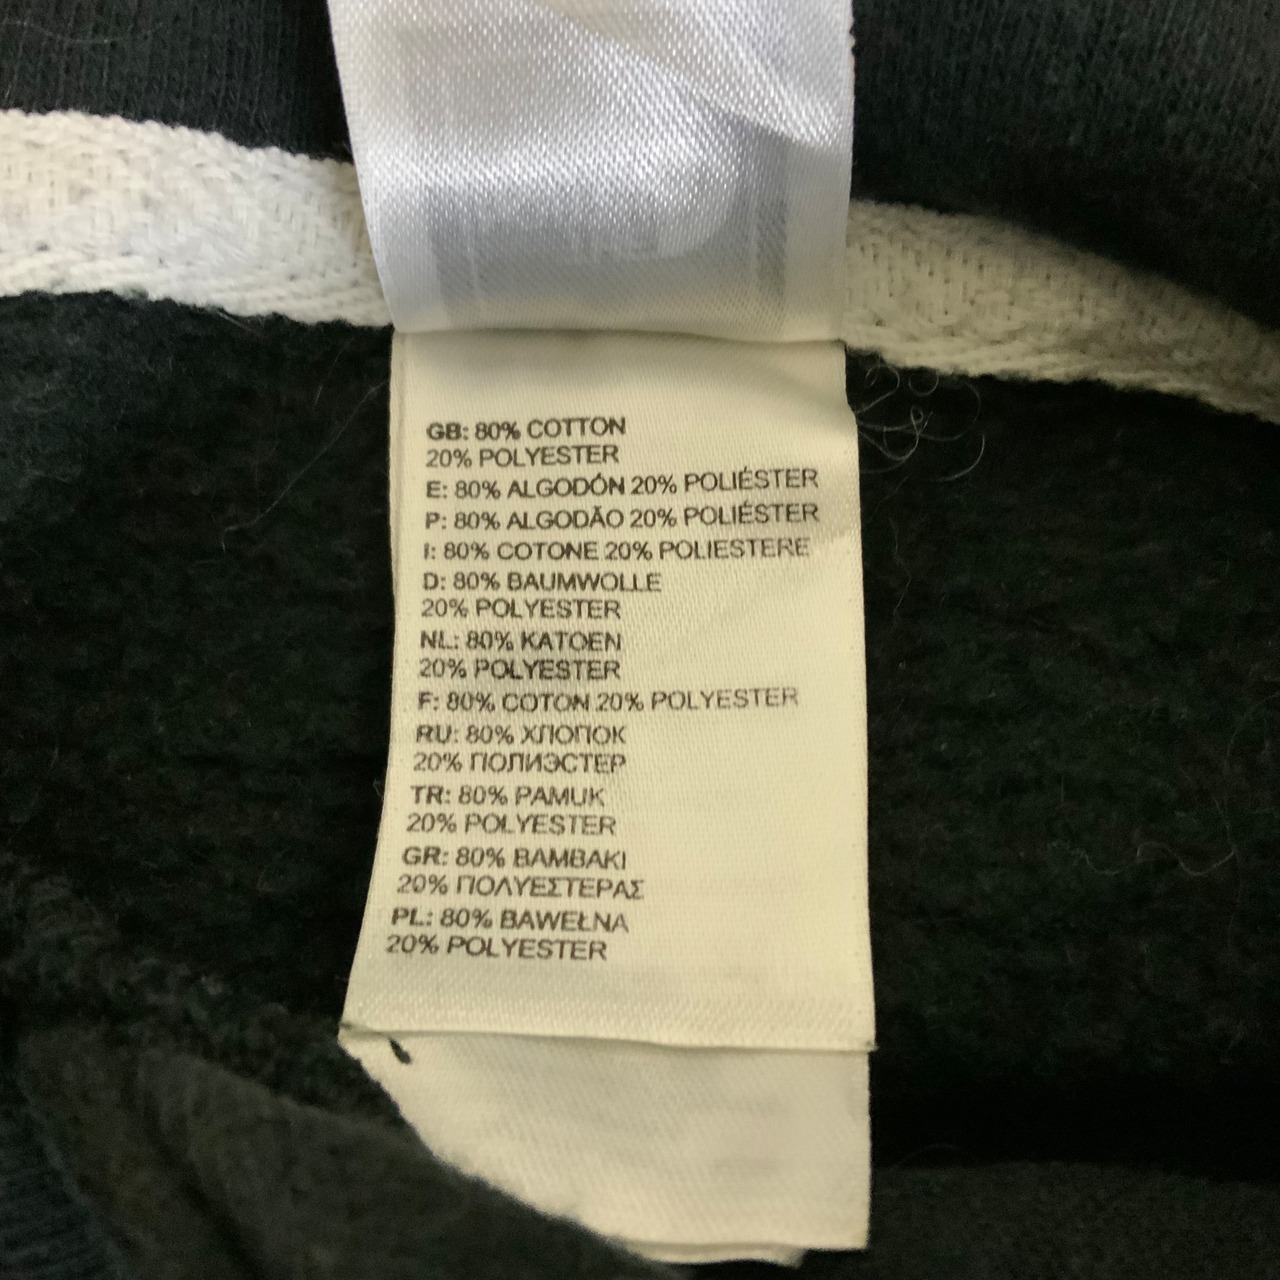 GB: 80% COTTON
20% POLYESTER
E: 80% ALGODÓN 20% POLIÉSTER
P: 80% ALGODÃO 20% POLIÉSTER
I: 80% COTONE 20% POLIESTERE
D: 80% BAUMWOLLE
20% POLYESTER
NL: 80% KATOEN
20% POLYESTER
F: 80% COTON 20% POLYESTER
RU: 80% ХЛОПОК
20% ПОЛИЭСТЕР
TR: 80% PAMUK
20% POLYESTER
GR: 80% ΒΑΜΒΑΚΙ
20% ΠΟΛΥΕΣΤΕΡΑΣ
PL: 80% BAWEŁNA
20% POLYESTER